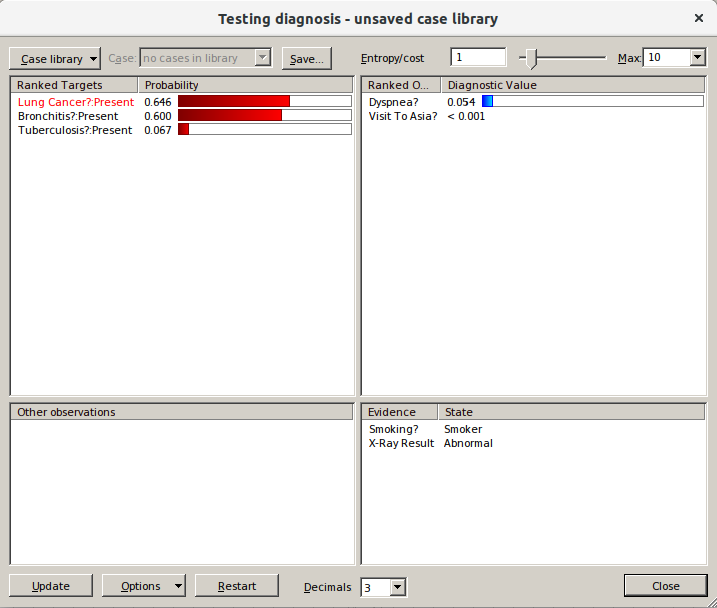 Testing diagnosis - unsaved case library
Case library Case: no cases in library Save... Entropy/cost 1 Max: 10
Ranked Targets Probability
Lung Cancer?:Present 0.646
Bronchitis?:Present 0.600
Tuberculosis?:Present 0.067
Ranked O... Diagnostic Value
Dyspnea? 0.054
Visit To Asia? < 0.001
Other observations
Evidence State
Smoking? Smoker
X-Ray Result Abnormal
Update Options Restart Decimals 3 Close